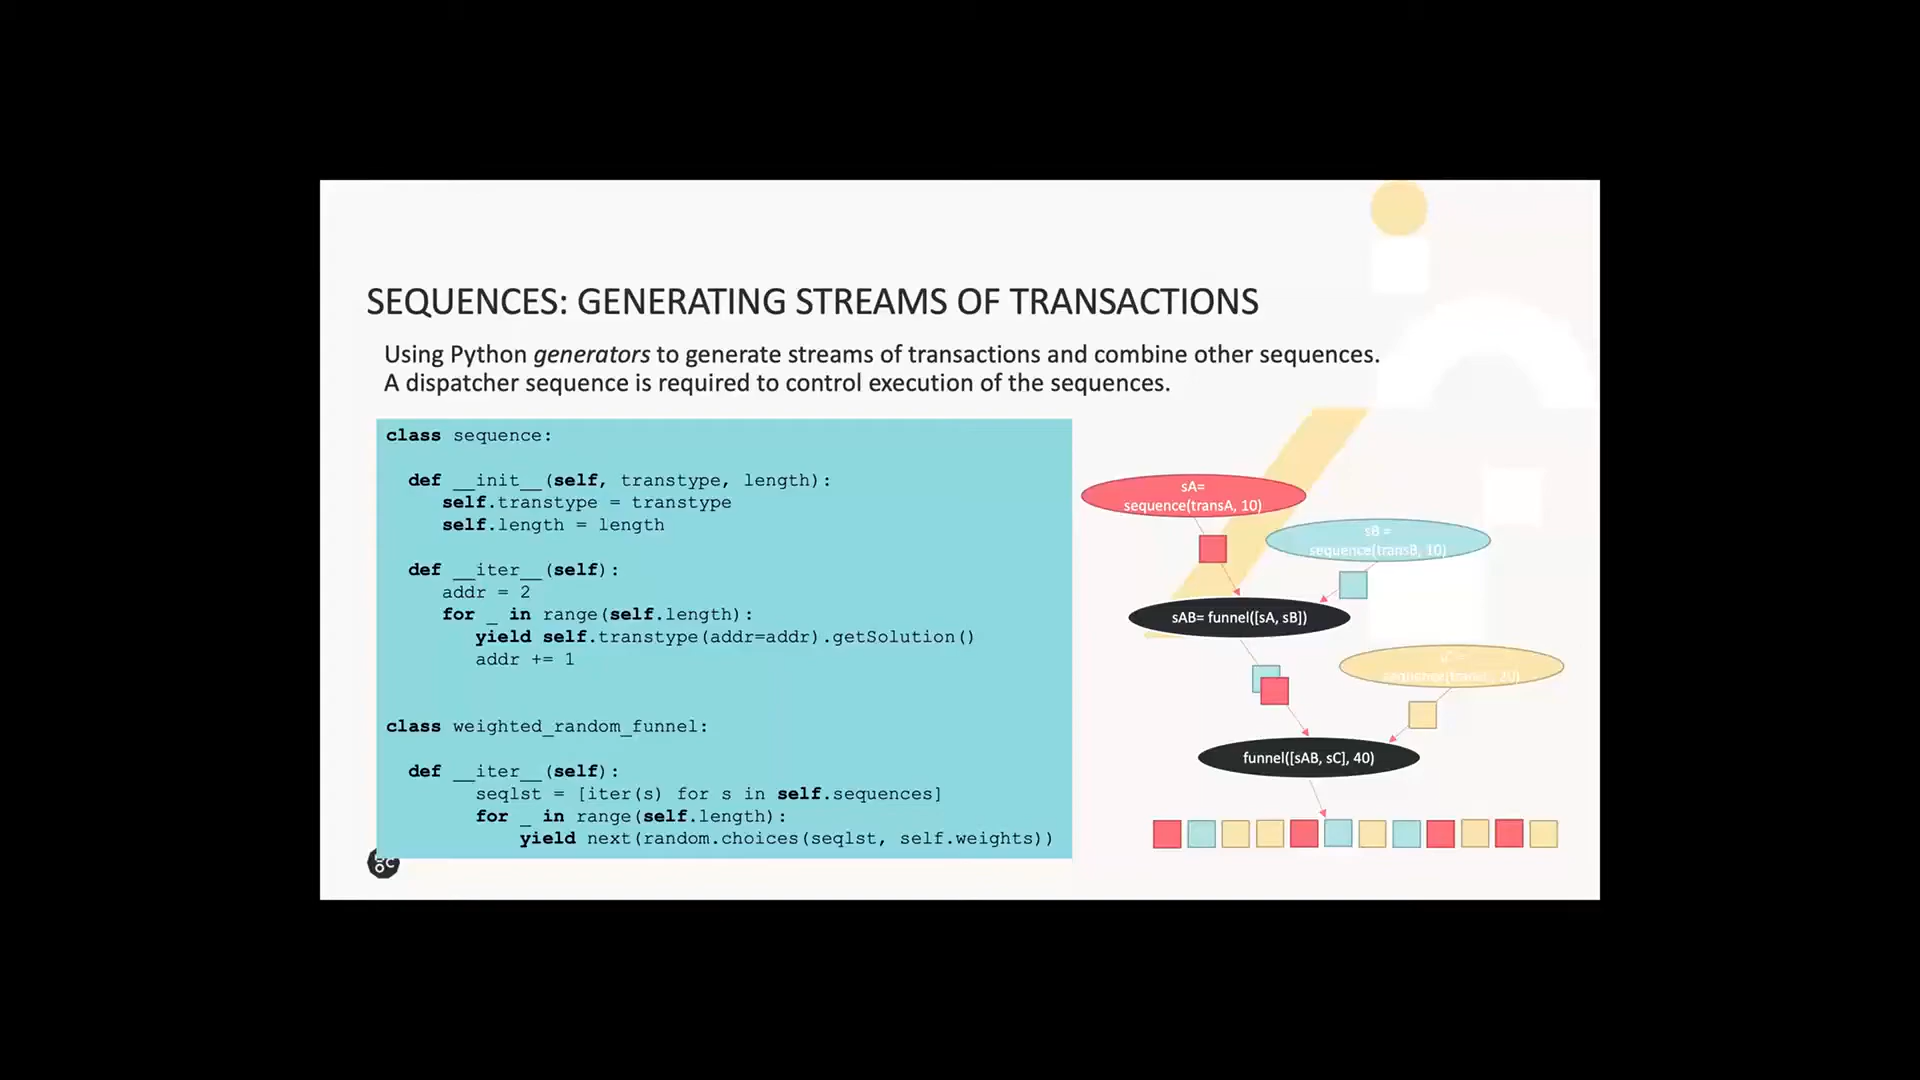 SEQUENCES: GENERATING STREAMS OF TRANSACTIONS
Using Python generators to generate streams of transactions and combine other sequences.
A dispatcher sequence is required to control execution of the sequences.
class sequence:
def __init__(self, transtype, length):
self.transtype = transtype
self.length = length
def __iter__(self):
addr = 2
for _ in range(self.length):
yield self.transtype(addr=addr).getSolution()
addr += 1
class weighted_random_funnel:
def __iter__(self):
seqlst = [iter(s) for s in self.sequences]
for _ in range(self.length):
yield next(random.choices(seqlst, self.weights))
sA=
sequence(transA, 10)
sB =
sequence(transB, 10)
sAB= funnel([sA, sB])
funnel([sAB, sC], 40)